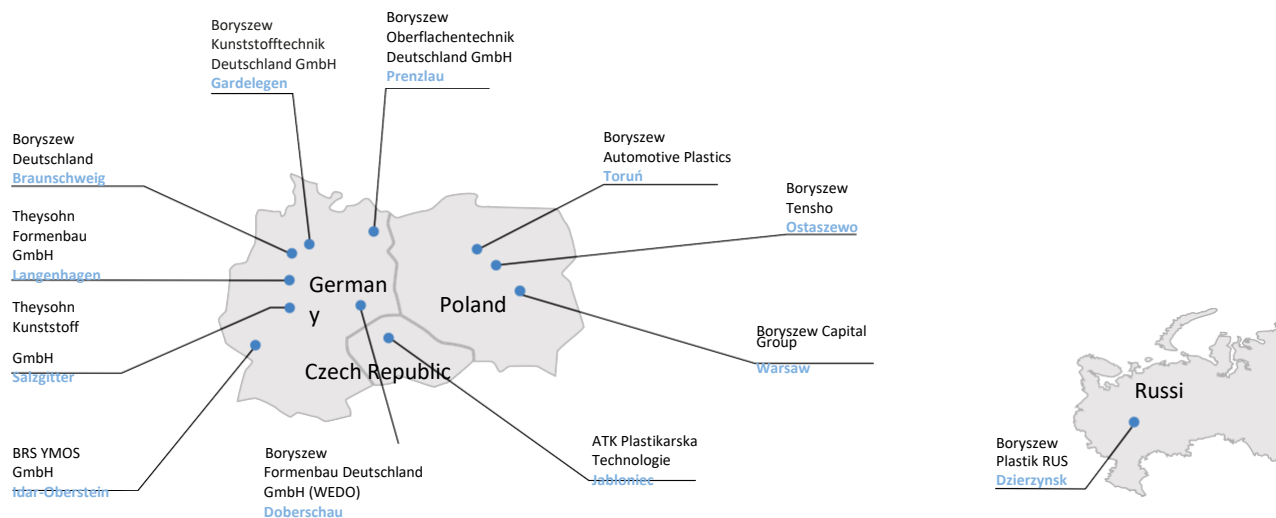 Boryszew
Kunststofftechnik
Deutschland GmbH
Gardelegen
Boryszew
Oberflachentechnik
Deutschland GmbH
Prenzlau
Boryszew
Deutschland
Braunschweig
Boryszew
Automotive Plastics
Toruń
Boryszew
Tensho
Ostaszewo
Theysohn
Formenbau
GmbH
Langenhagen
German
y
Poland
Theysohn
Kunststoff
GmbH
Salzgitter
Czech Republic
Boryszew Capital
Group
Warsaw
Russi
BRS YMOS
GmbH
Idar-Oberstein
Boryszew
Formenbau Deutschland
GmbH (WEDO)
Doberschau
ATK Plastikarska
Technologie
Jabloniec
Boryszew
Plastik RUS
Dzierzynsk